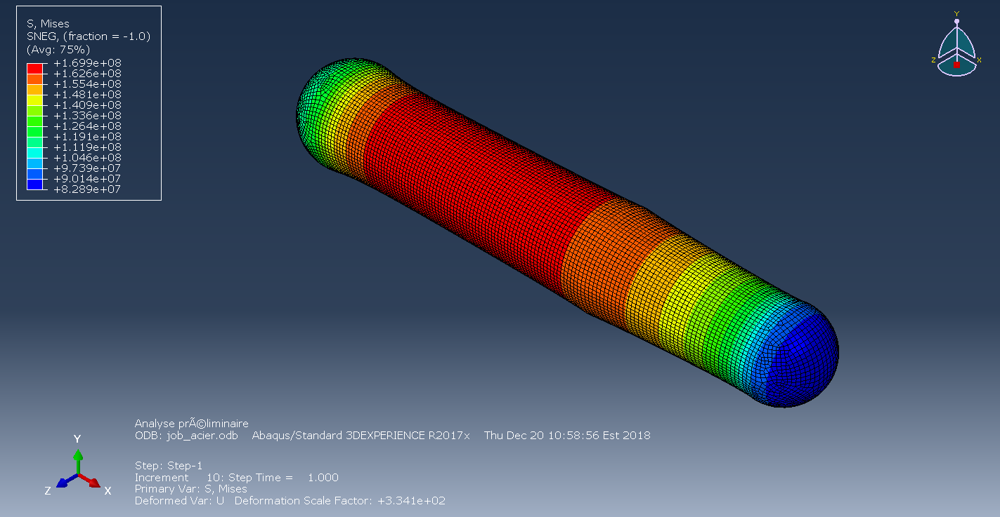 S, Mises
SNEG, (fraction = -1.0)
(Avg: 75%)
+1.699e+08
+1.626e+08
+1.554e+08
+1.481e+08
+1.409e+08
+1.336e+08
+1.264e+08
+1.191e+08
+1.119e+08
+1.046e+08
+9.739e+07
+9.014e+07
+8.289e+07
Y
Z X
Y
Z X
Analyse prÃ©liminaire
ODB: job_acier.odb Abaqus/Standard 3DEXPERIENCE R2017x Thu Dec 20 10:58:56 Est 2018
Step: Step-1
Increment 10: Step Time = 1.000
Primary Var: S, Mises
Deformed Var: U Deformation Scale Factor: +3.341e+02